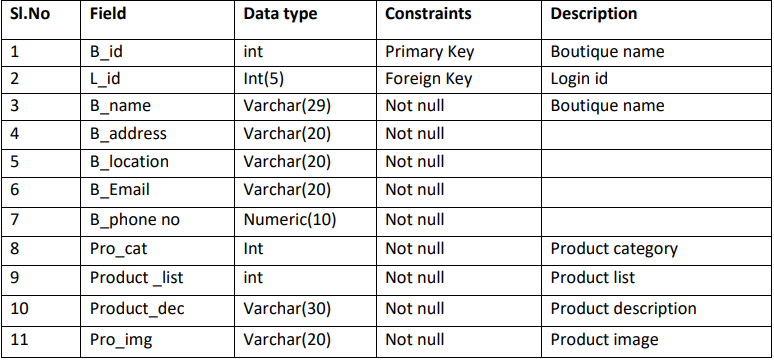 Sl.No Field Data type Constraints Description
1 B_id int Primary Key Boutique name
2 L_id Int(5) Foreign Key Login id
3 B_name Varchar(29) Not null Boutique name
4 B_address Varchar(20) Not null
5 B_location Varchar(20) Not null
6 B_Email Varchar(20) Not null
7 B_phone no Numeric(10) Not null
8 Pro_cat Int Not null Product category
9 Product _list int Not null Product list
10 Product_dec Varchar(30) Not null Product description
11 Pro_img Varchar(20) Not null Product image